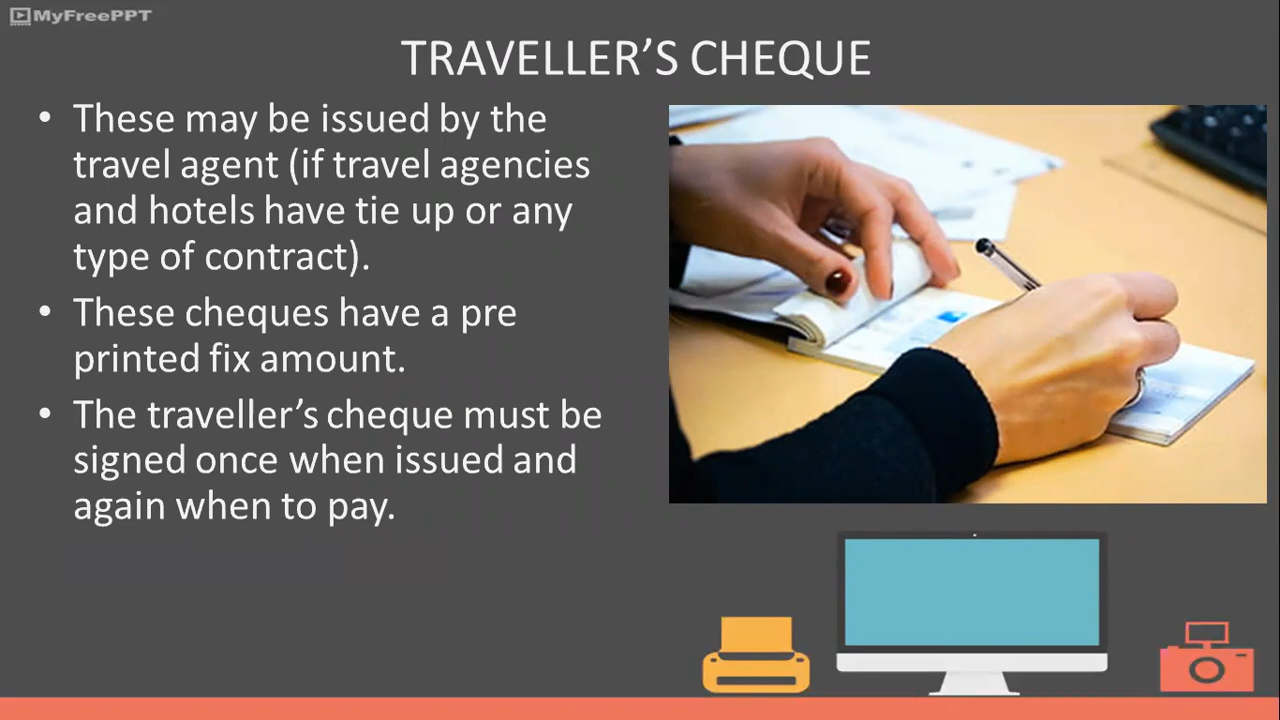 MyFreePPT
TRAVELLER’S CHEQUE
• These may be issued by the
travel agent (if travel agencies
and hotels have tie up or any
type of contract).
• These cheques have a pre
printed fix amount.
• The traveller’s cheque must be
signed once when issued and
again when to pay.